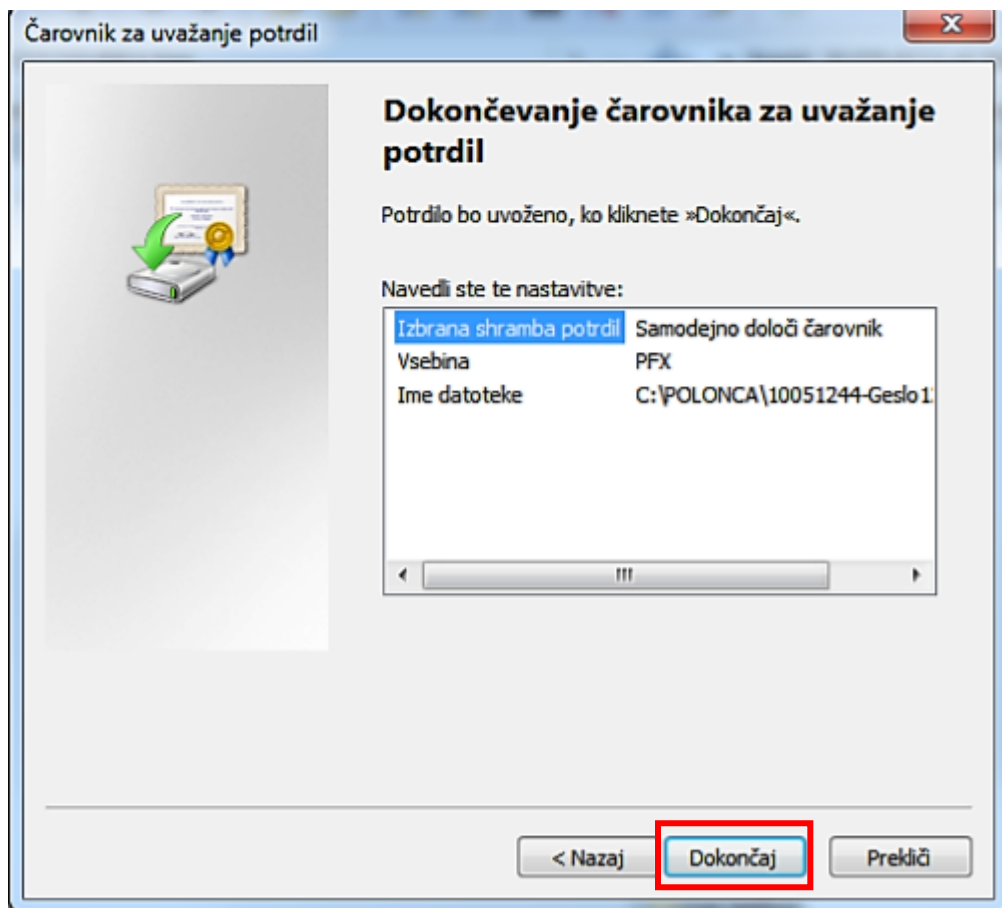 Čarovnik za uvažanje potrdil
Dokončevanje čarovnika za uvažanje
potrdil
Potrdilo bo uvoženo, ko kliknete »Dokončaj«.
Navedli ste te nastavitve:
Izbrana shramba potrdil Samodejno določi čarovnik
Vsebina PFX
Ime datoteke C:\POLONCA\10051244-Geslo1
< Nazaj Dokončaj Prekliči